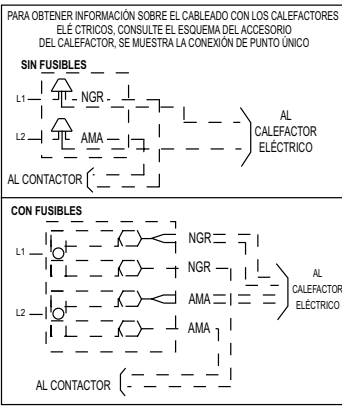 PARA OBTENER INFORMACIÓN SOBRE EL CABLEADO CON LOS CALEFACTORES
ELÉ CTRICOS, CONSULTE EL ESQUEMA DEL ACCESORIO
DEL CALEFACTOR, SE MUESTRA LA CONEXIÓN DE PUNTO ÚNICO
SIN FUSIBLES
L1
NGR
L2
AMA
AL
CALEFACTOR
ELÉCTRICO
AL CONTACTOR
CON FUSIBLES
NGR
L1
NGR
AMA
L2
AMA
AL
CALEFACTOR
ELÉCTRICO
AL CONTACTOR